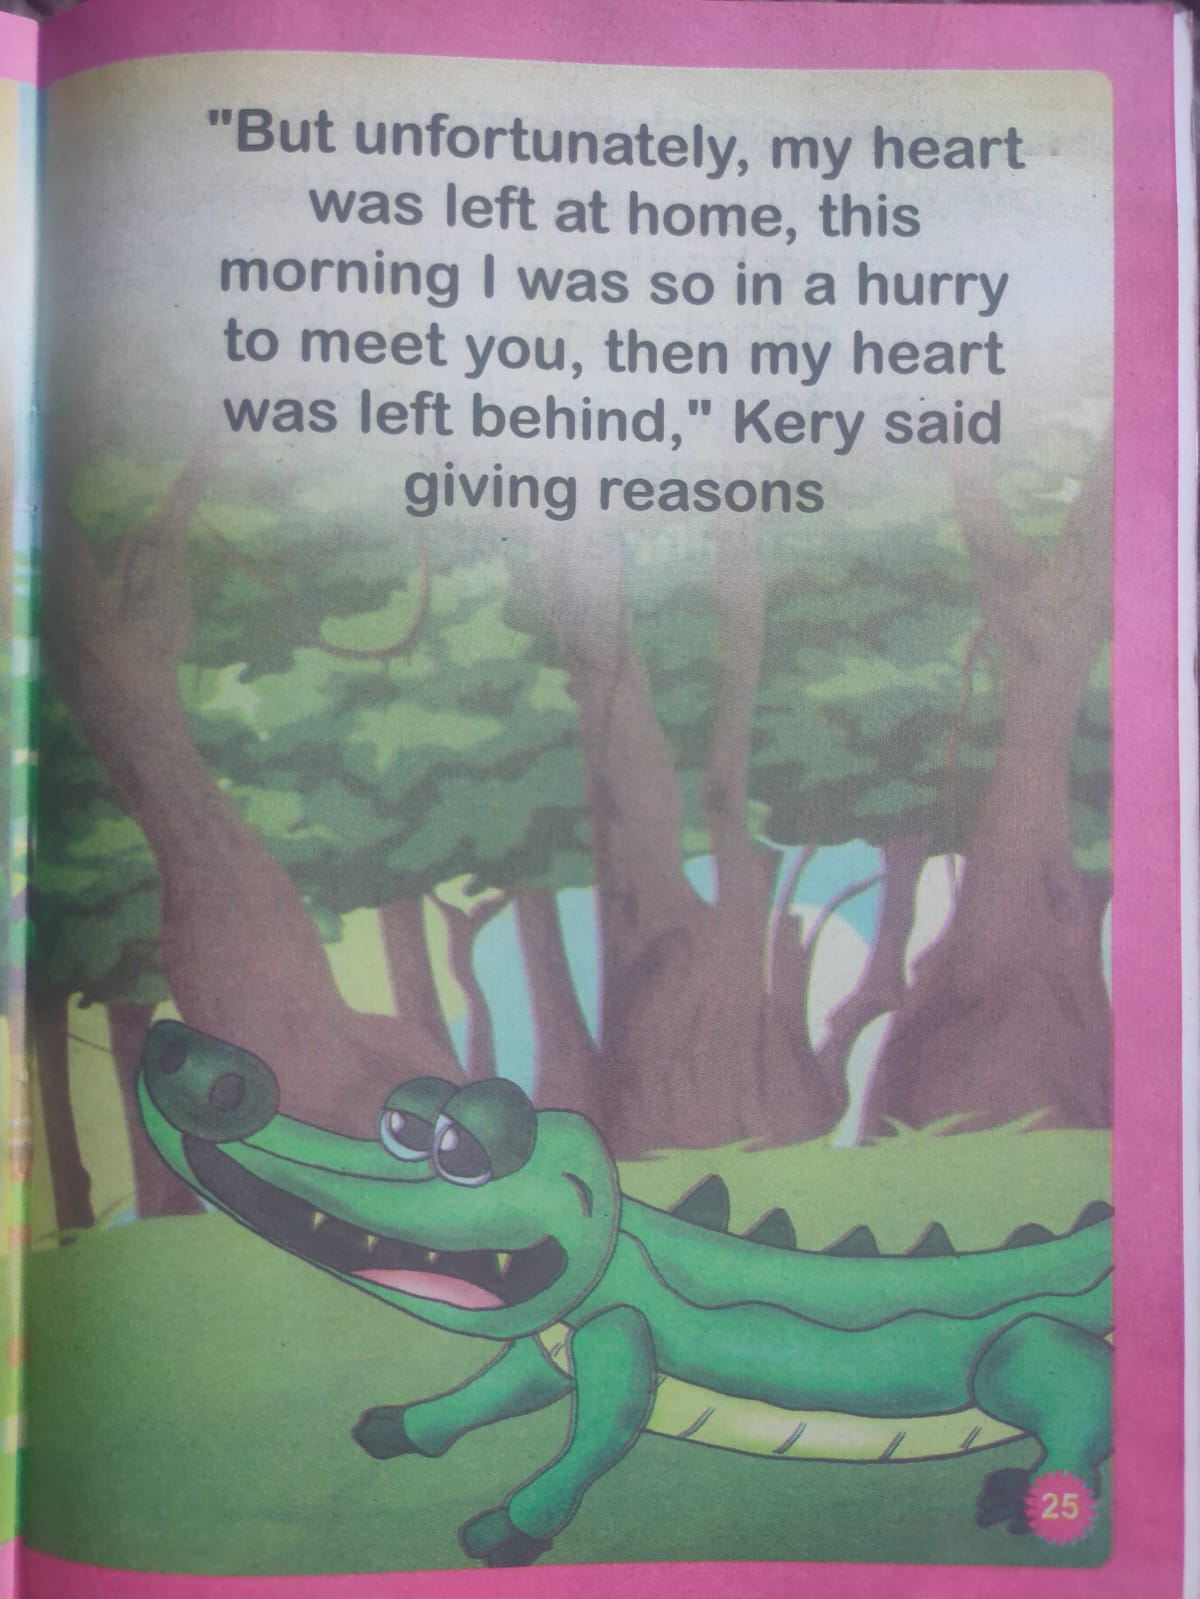 "But unfortunately, my heart
was left at home, this
morning I was so in a hurry
to meet you, then my heart
was left behind," Kery said
giving reasons
25